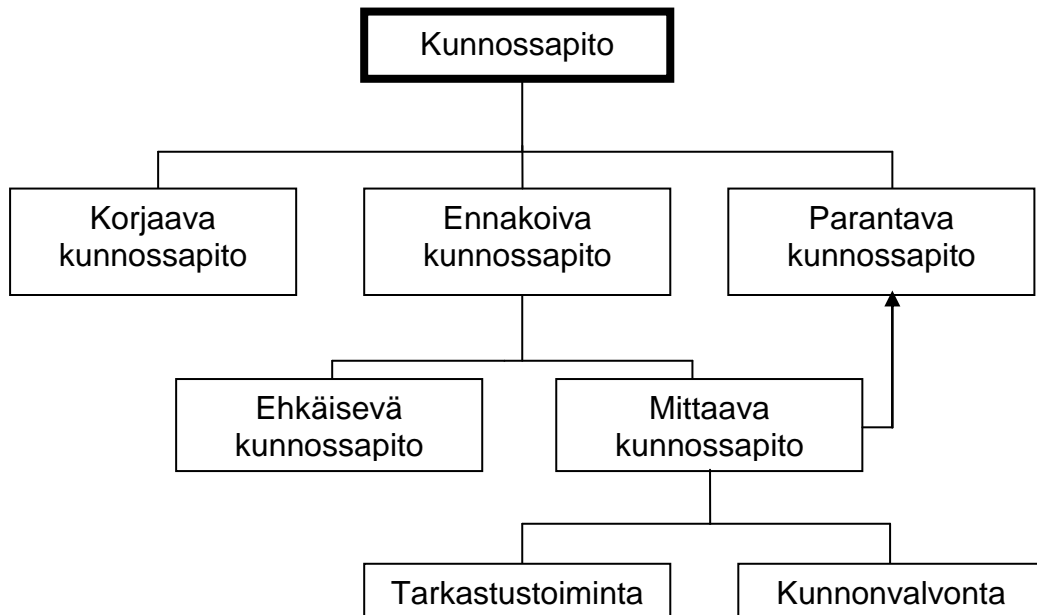 Kunnossapito
Korjaava
kunnossapito
Ennakoiva
kunnossapito
Parantava
kunnossapito
Ehkäisevä
kunnossapito
Mittaava
kunnossapito
Tarkastustoiminta
Kunnonvalvonta